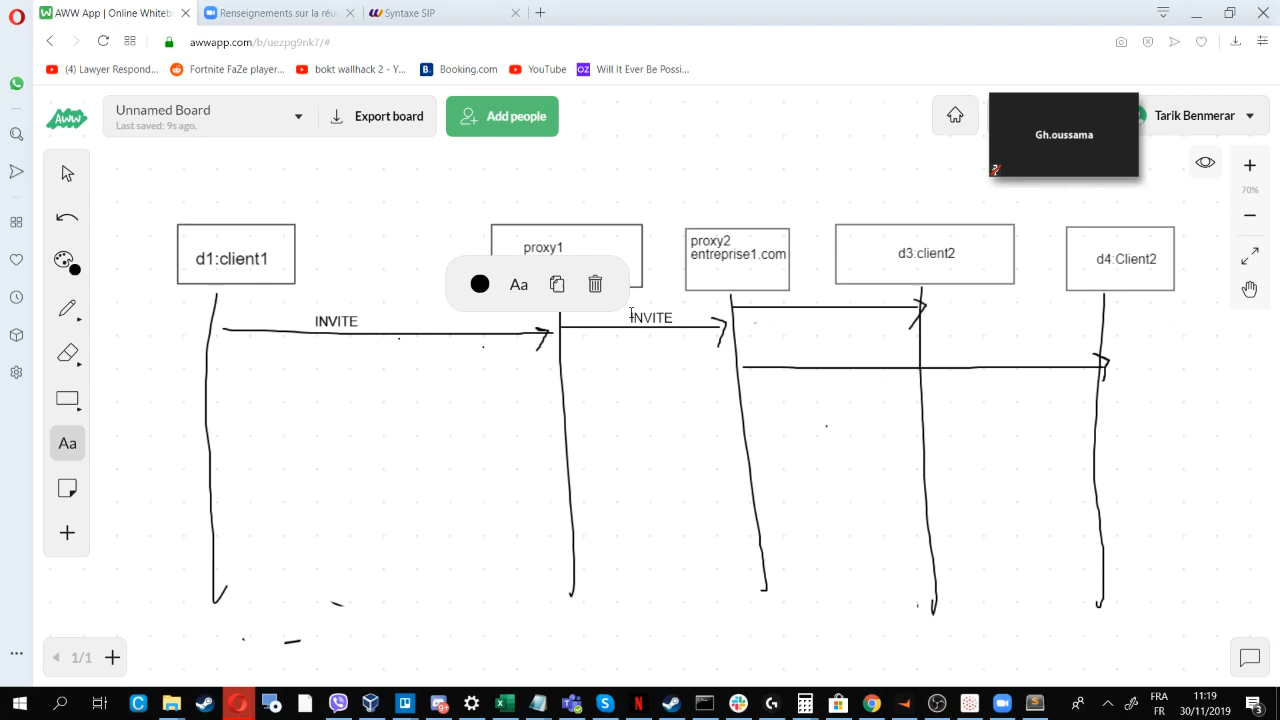 AWW App | Online Whiteb
Renseignements sur la réu
Syntaxe SIP
awwapp.com/b/uezpg9nk7/#
(4) Lawyer Respond...
Fortnite FaZe player...
bokt wallhack 2 - Y...
B.
Booking.com
YouTube
OZ
Will It Ever Be Possi...
AWW
Unnamed Board
Last saved: 9s ago.
Export board
Add people
Gh.oussama
Tarik Benmerar
70%
d1:client1
proxy1
proxy2
entreprise1.com
d3:client2
d4:Client2
Aa
INVITE
INVITE
Aa
1/1
FRA
FR
11:19
30/11/2019
3